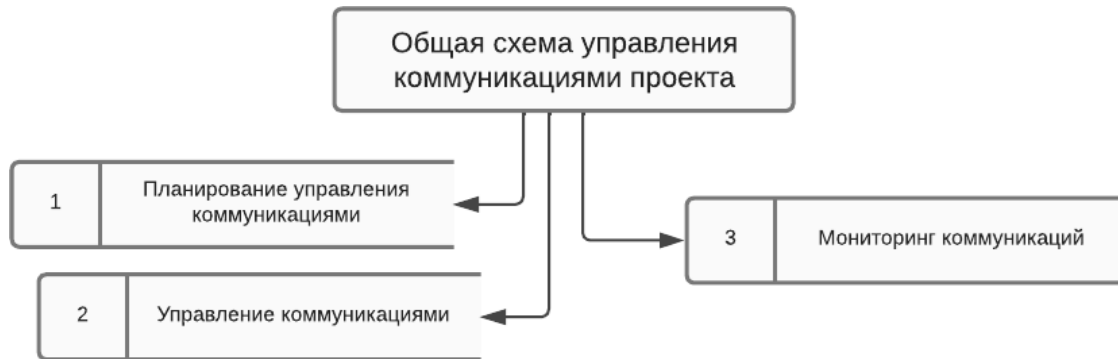 Общая схема управления
коммуникациями проекта
1
Планирование управления
коммуникациями
2
Управление коммуникациями
3
Мониторинг коммуникаций